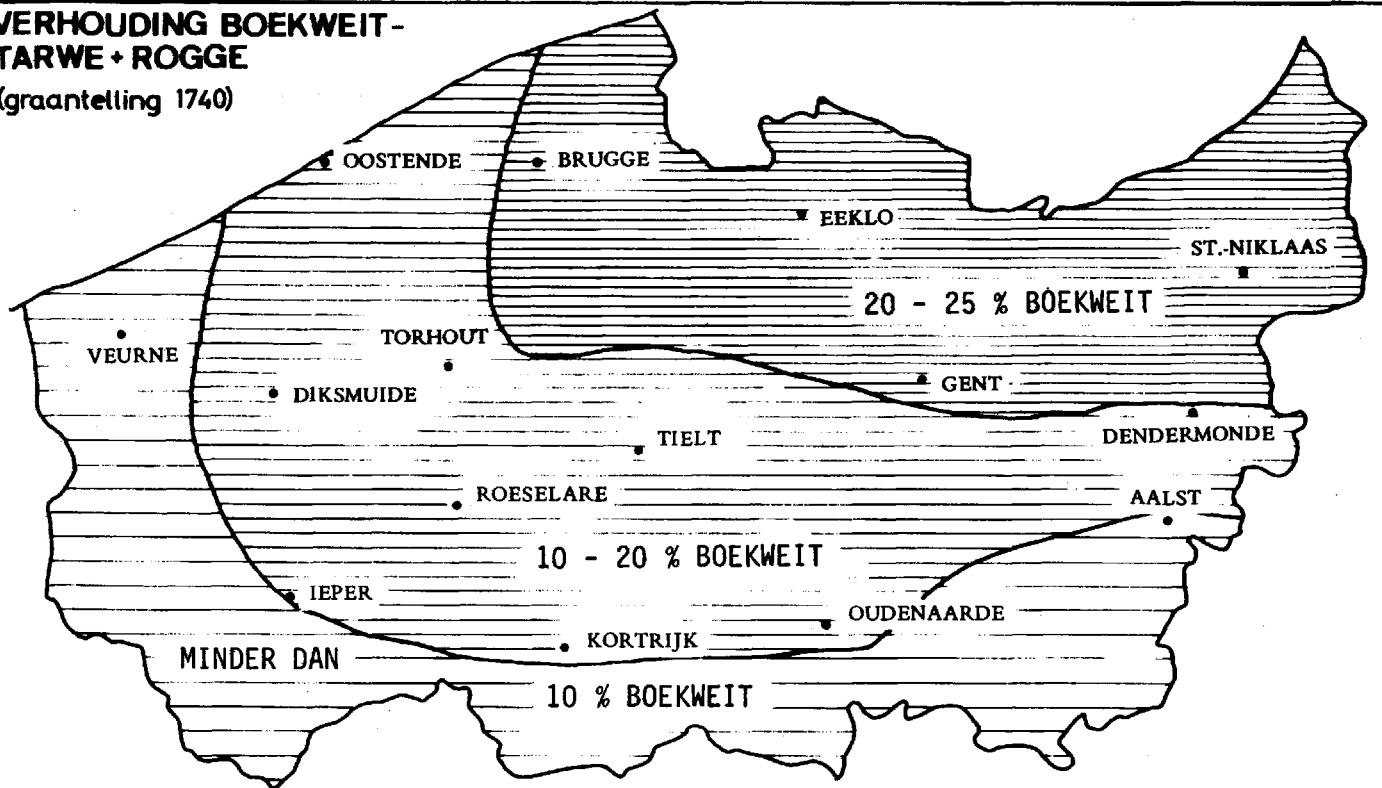 VERHOUDING BOEKWEIT-
TARWE + ROGGE
(graantelling 1740)
OOSTENDE
BRUGGE
EEKLO
ST.-NIKLAAS
20 - 25 % BOEKWEIT
TORHOUT
VEURNE
GENT
DIKSMUIDE
DENDERMONDE
TIELT
ROESELARE
AALST
10 - 20 % BOEKWEIT
IEPER
OUDENAARDE
KORTRIJK
MINDER DAN
10 % BOEKWEIT